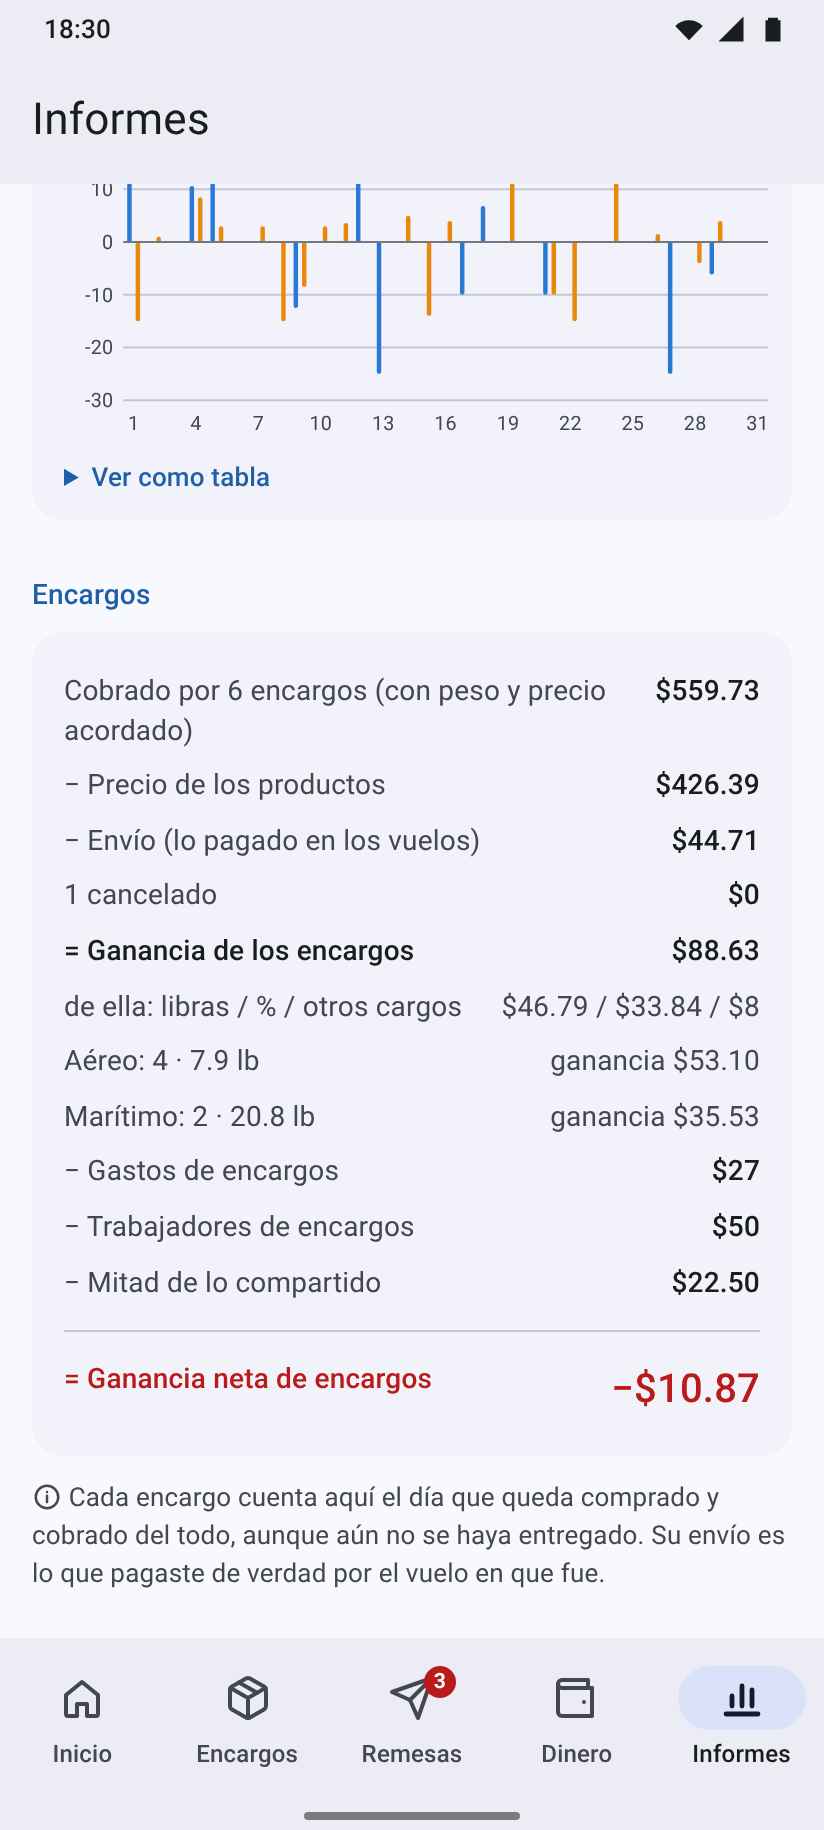 18:30
Informes
10
0
-10
-20
-30
1 4 7 10 13 16 19 22 25 28 31
Ver como tabla
Encargos
Cobrado por 6 encargos (con peso y precio acordado) $559.73
− Precio de los productos $426.39
− Envío (lo pagado en los vuelos) $44.71
1 cancelado $0
= Ganancia de los encargos $88.63
de ella: libras / % / otros cargos $46.79 / $33.84 / $8
Aéreo: 4 · 7.9 lb ganancia $53.10
Marítimo: 2 · 20.8 lb ganancia $35.53
− Gastos de encargos $27
− Trabajadores de encargos $50
− Mitad de lo compartido $22.50
= Ganancia neta de encargos −$10.87
Cada encargo cuenta aquí el día que queda comprado y
cobrado del todo, aunque aún no se haya entregado. Su envío es
lo que pagaste de verdad por el vuelo en que fue.
3
Inicio Encargos Remesas Dinero Informes